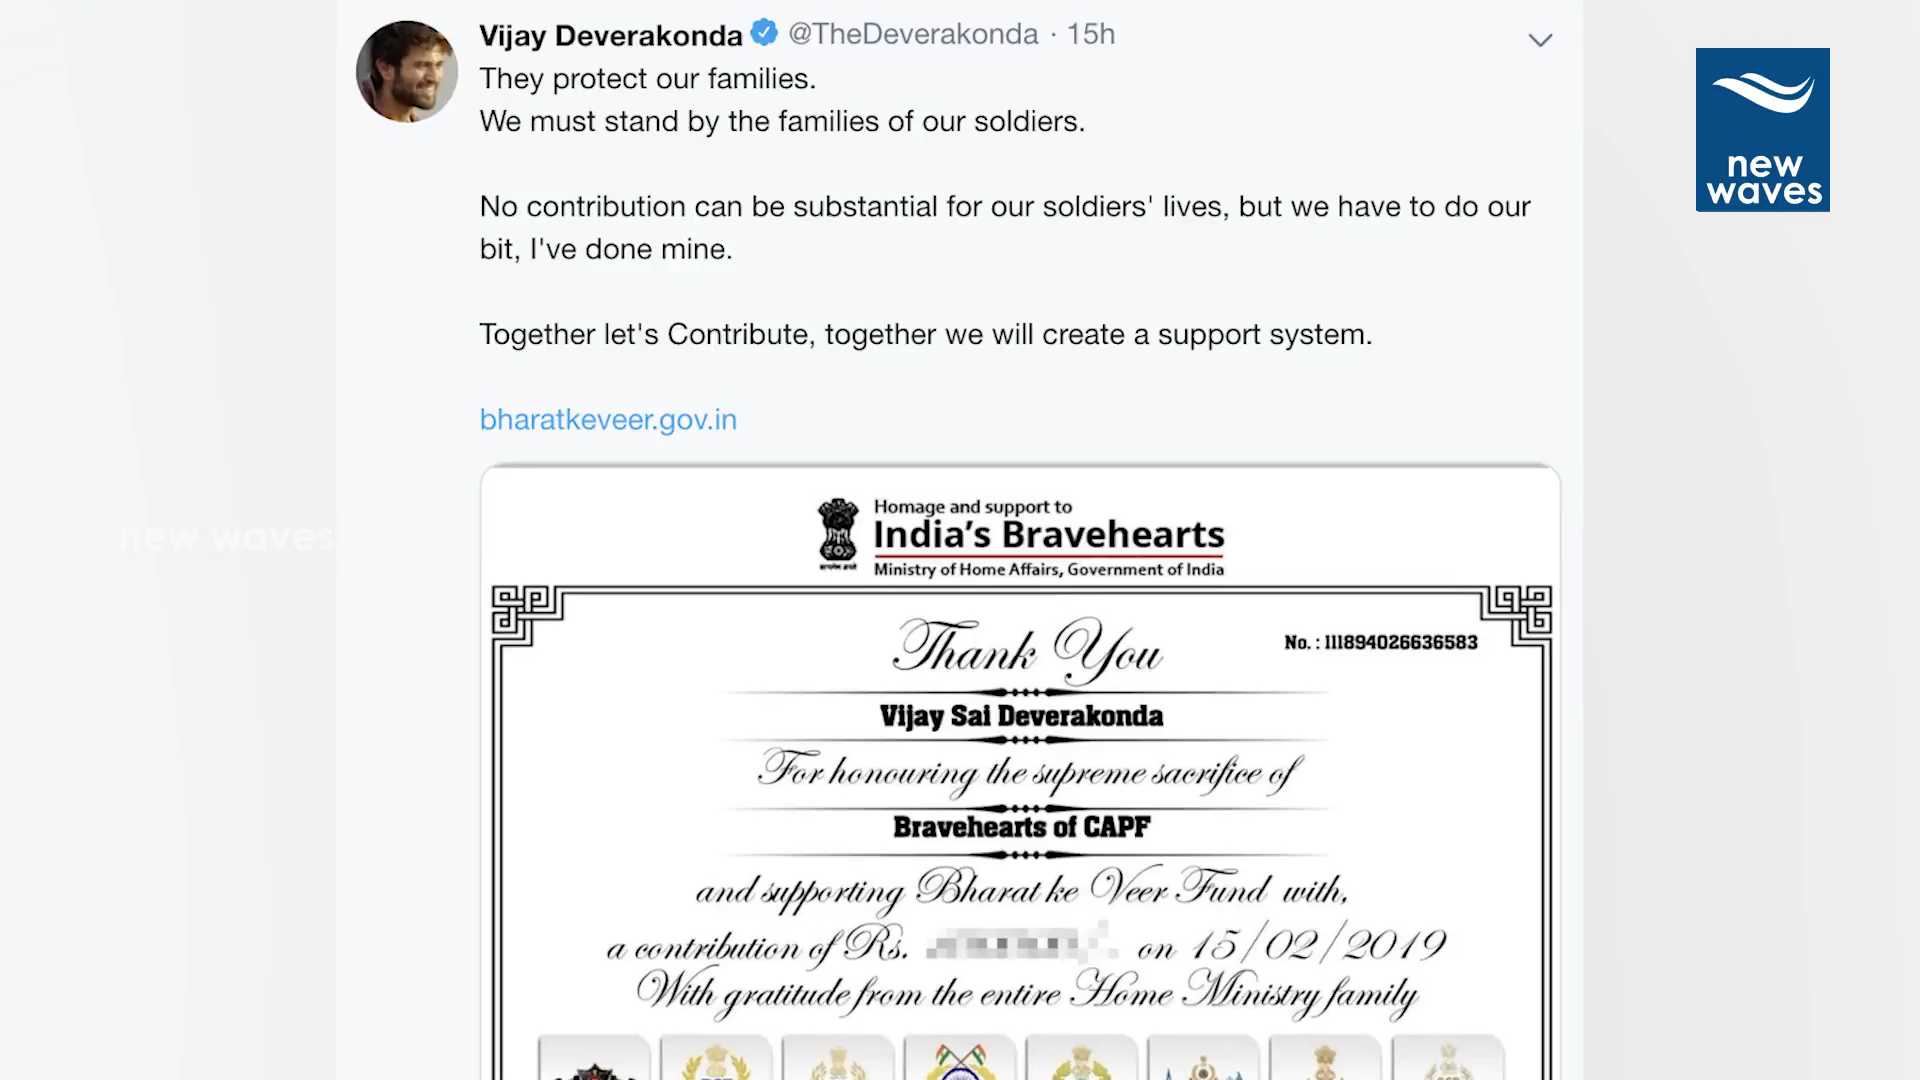 Vijay Deverakonda @TheDeverakonda · 15h
They protect our families.
We must stand by the families of our soldiers.
No contribution can be substantial for our soldiers' lives, but we have to do our
bit, I've done mine.
Together let's Contribute, together we will create a support system.
bharatkeveer.gov.in
new
waves
new waves
Homage and support to
India's Bravehearts
Ministry of Home Affairs, Government of India
Thank You
No. : 111894026636583
Vijay Sai Deverakonda
For honouring the supreme sacrifice of
Bravehearts of CAPF
and supporting Bharat ke Veer Fund with,
a contribution of Rs. on 15/02/2019
With gratitude from the entire Home Ministry family